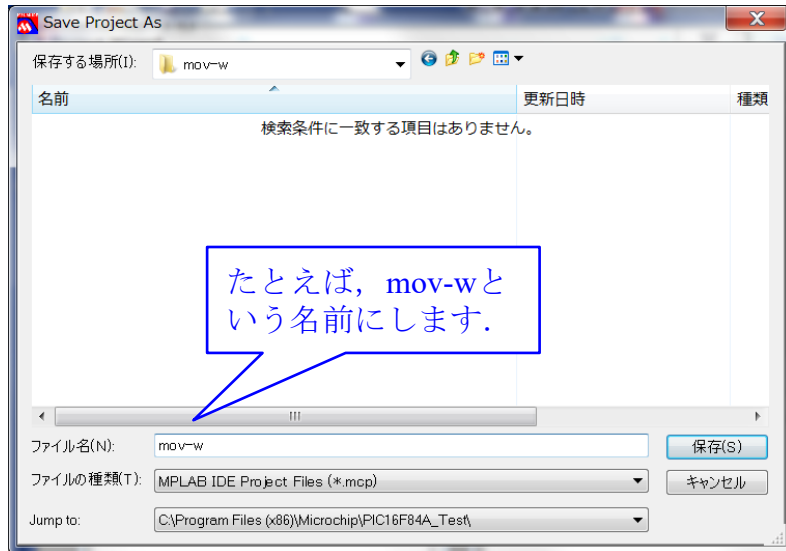 Save Project As
保存する場所(I): mov-w
名前 更新日時 種類
検索条件に一致する項目はありません。
たとえば，mov-wと
いう名前にします．
ファイル名(N): mov-w 保存(S)
ファイルの種類(T): MPLAB IDE Project Files (*.mcp) キャンセル
Jump to: C:\Program Files (x86)\Microchip\PIC16F84A_Test\